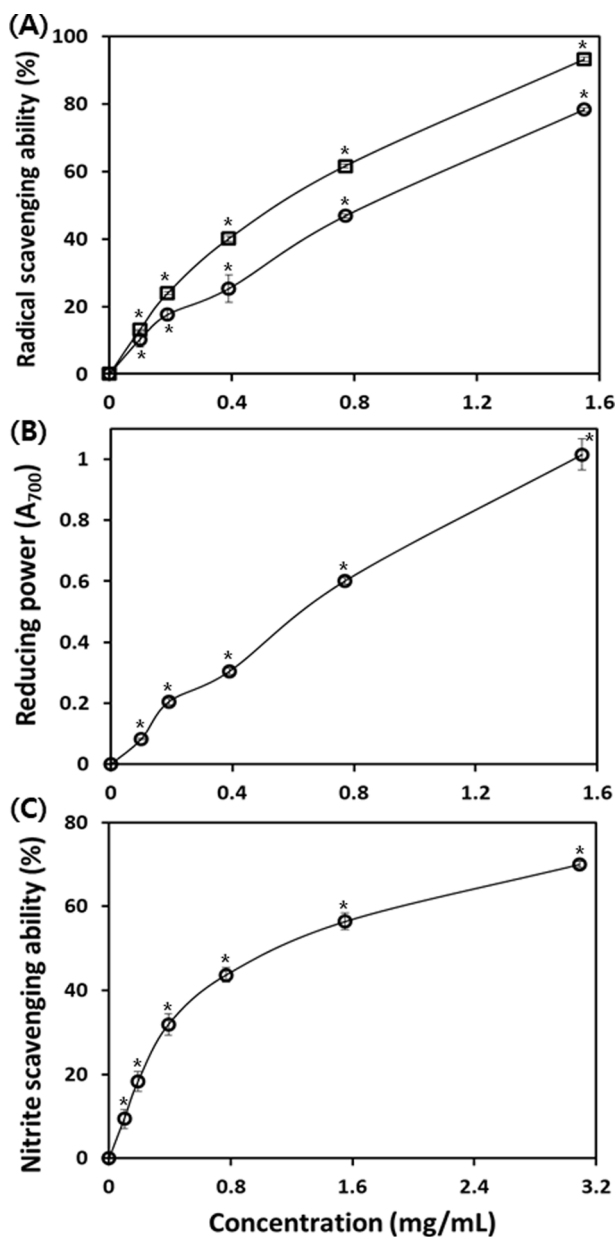 (A)
Radical scavenging ability (%)
100
80
60
40
20
0
* * * * *
* * * * *
0 0.4 0.8 1.2 1.6
(B)
Reducing power (A700)
1
0.8
0.6
0.4
0.2
0
* * * * *
0 0.4 0.8 1.2 1.6
(C)
Nitrite scavenging ability (%)
80
60
40
20
0
* * * * * *
0 0.8 1.6 2.4 3.2
Concentration (mg/mL)